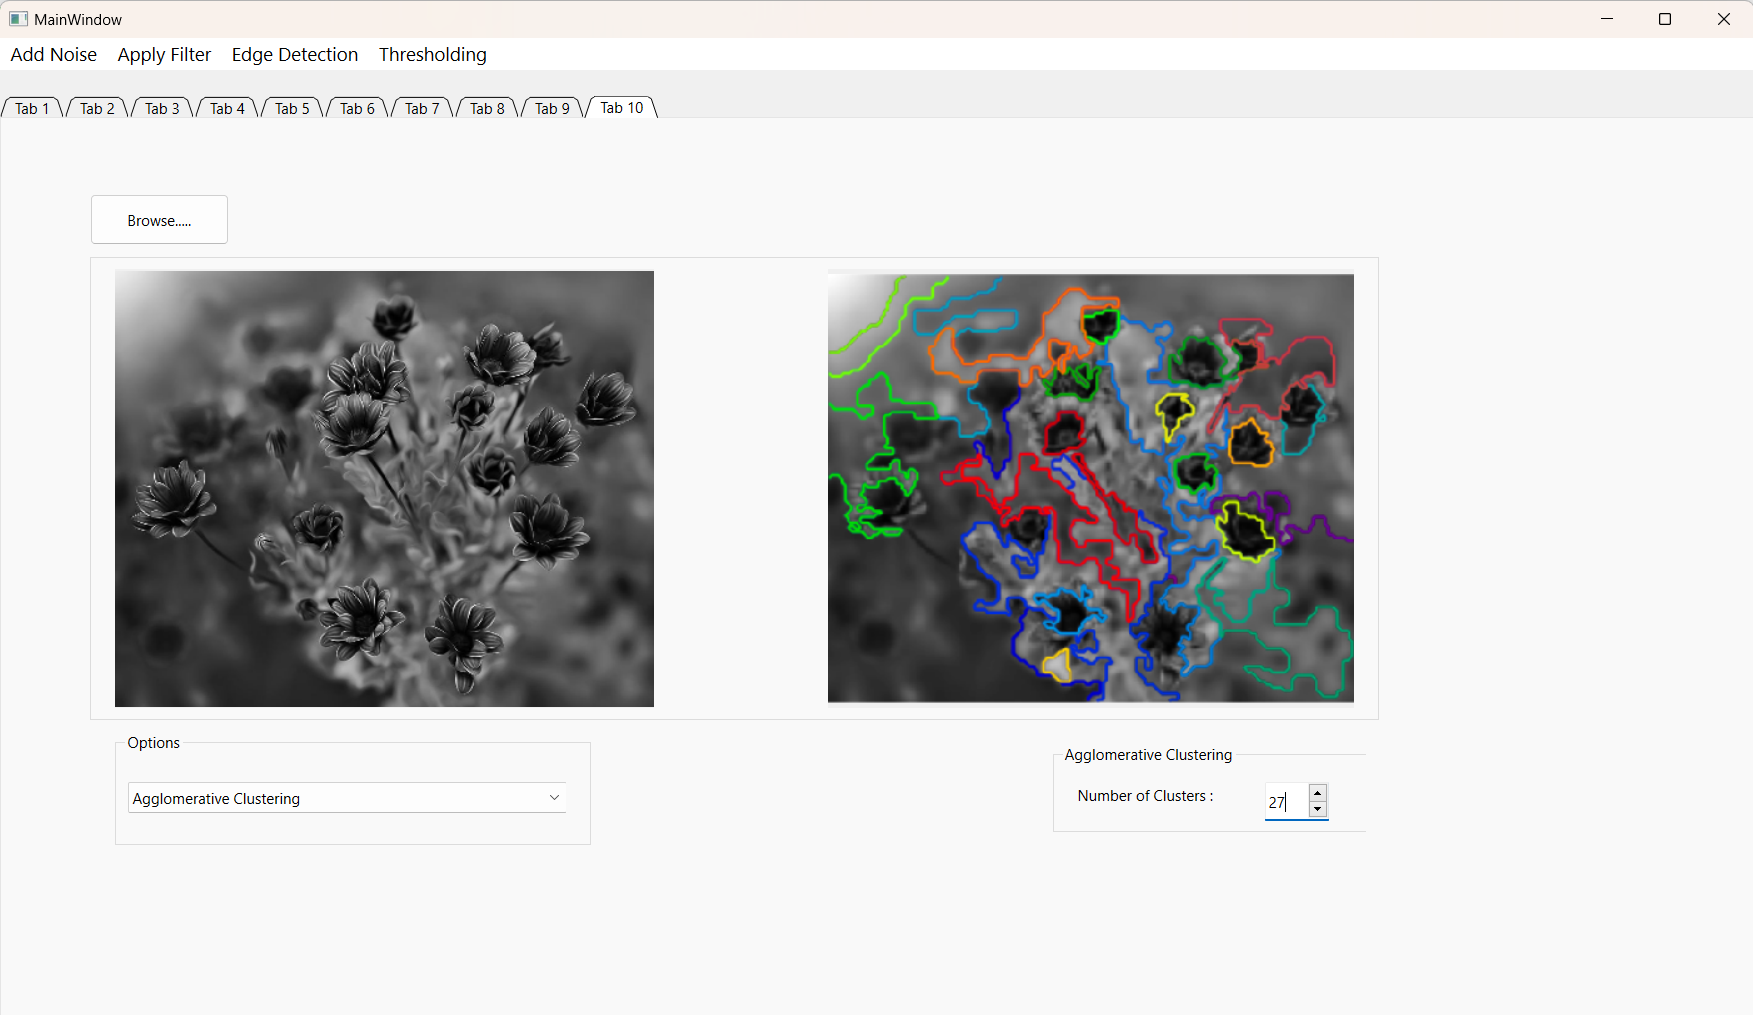 MainWindow
Add Noise Apply Filter Edge Detection Thresholding
Tab 1 Tab 2 Tab 3 Tab 4 Tab 5 Tab 6 Tab 7 Tab 8 Tab 9 Tab 10
Browse.....
Options
Agglomerative Clustering
Agglomerative Clustering
Number of Clusters :
27